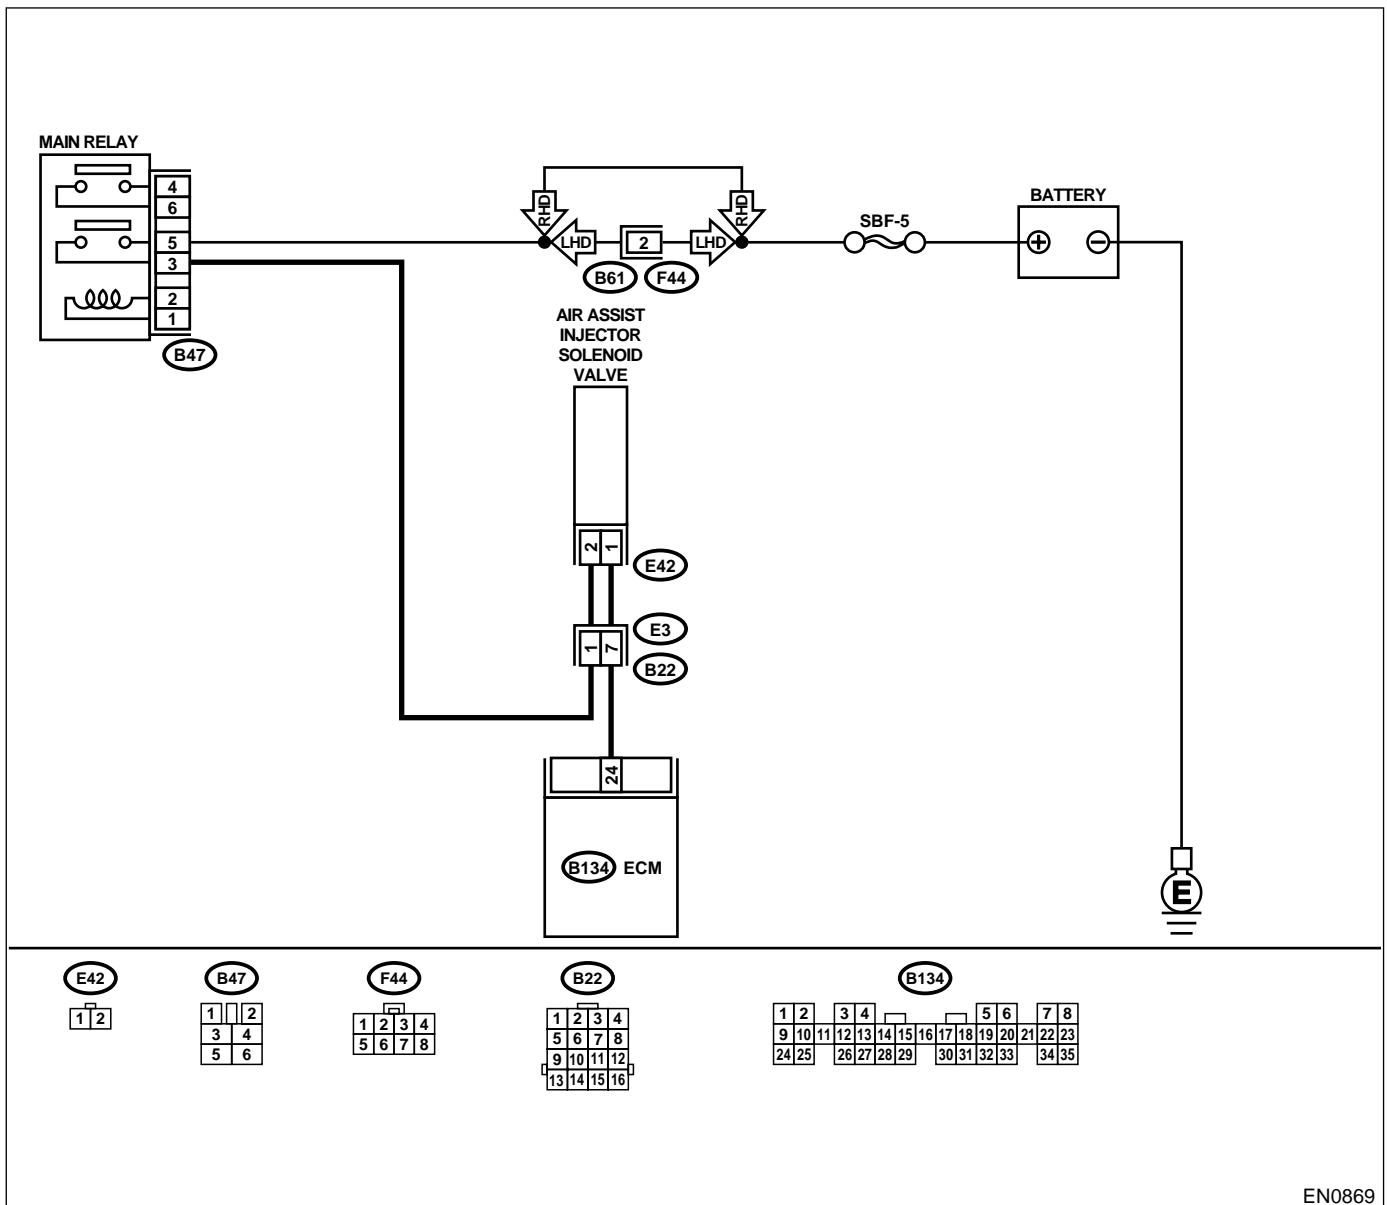 MAIN RELAY
4
6
5
3
2
1
B47
RHD
RHD
LHD
2
LHD
B61
F44
SBF-5
BATTERY
+
−
AIR ASSIST
INJECTOR
SOLENOID
VALVE
2 1
E42
E3
1 7
B22
24
B134 ECM
E
E42
1 2
B47
1 2
3 4
5 6
F44
1 2 3 4
5 6 7 8
B22
1 2 3 4
5 6 7 8
9 10 11 12
13 14 15 16
B134
1 2 3 4 5 6 7 8
9 10 11 12 13 14 15 16 17 18 19 20 21 22 23
24 25 26 27 28 29 30 31 32 33 34 35
EN0869